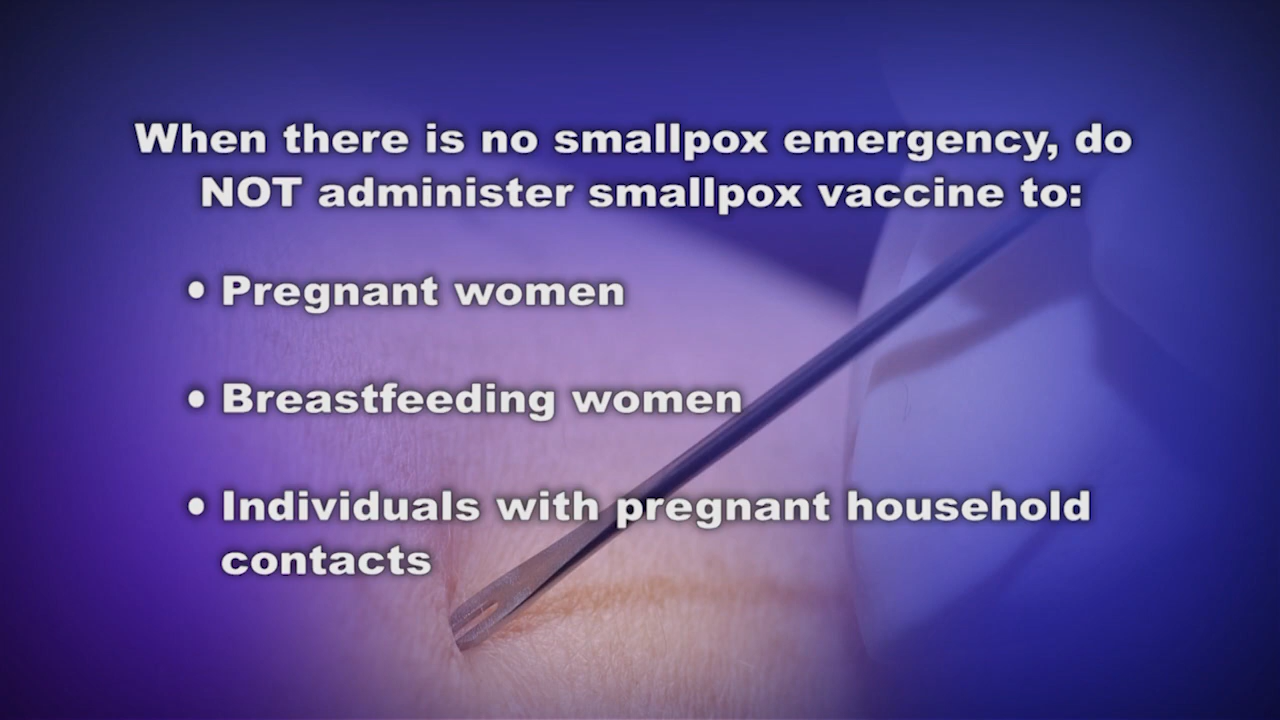 When there is no smallpox emergency, do
NOT administer smallpox vaccine to:
• Pregnant women
• Breastfeeding women
• Individuals with pregnant household
contacts